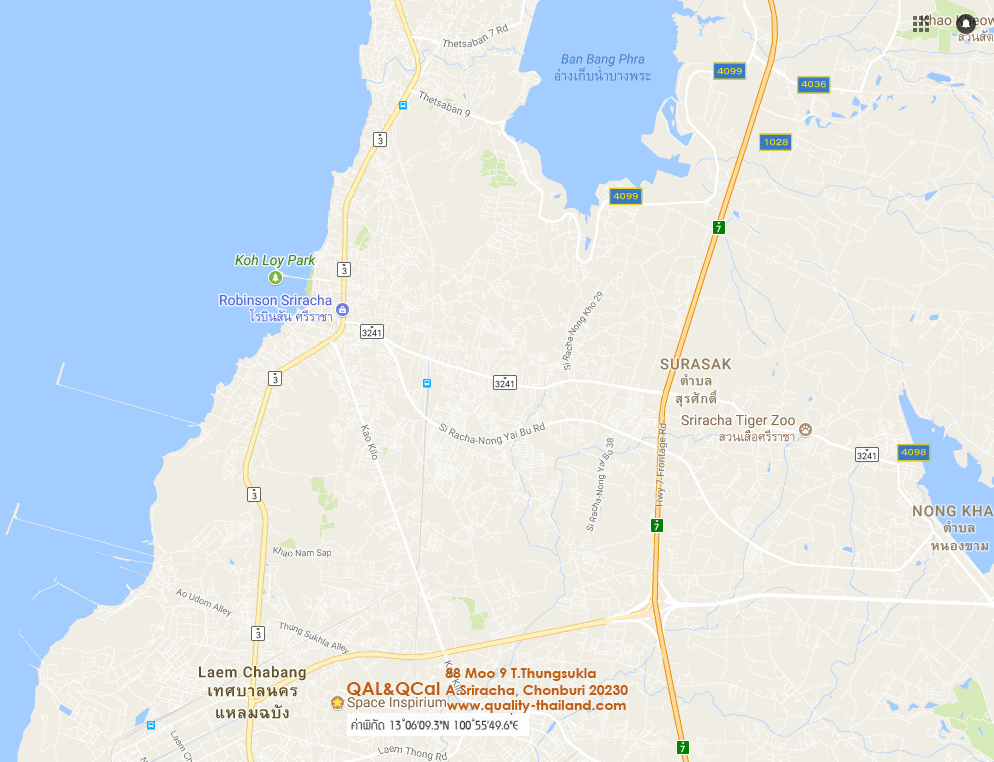 Thetsaban 7 Rd
Ban Bang Phra
อ่างเก็บน้ำบางพระ
4099
4036
Thetsaban 9
3
1028
4099
7
Koh Loy Park
3
Robinson Sriracha
โรบินสัน ศรีราชา
3241
Si Racha-Nong Kho 29
3
3241
SURASAK
ตำบล
สุรศักดิ์
Sriracha Tiger Zoo
สวนเสือศรีราชา
Kao Kilo
Si Racha-Nong Yai Bu Rd
Si Racha-Nong Yai Bu 38
Hwy 7 Frontage Rd
3241
4098
3
7
NONG KHA
ตำบล
หนองขาม
Khao Nam Sap
Ao Udom Alley
Thung Sukhla Alley
3
Laem Chabang
เทศบาลนคร
แหลมฉบัง
88 Moo 9 T.Thungsukla
QAL&QCal A.Sriracha, Chonburi 20230
Space Inspirium www.quality-thailand.com
ค่าพิกัด 13°06'09.3"N 100°55'49.6"E
Laem Thong Rd
7